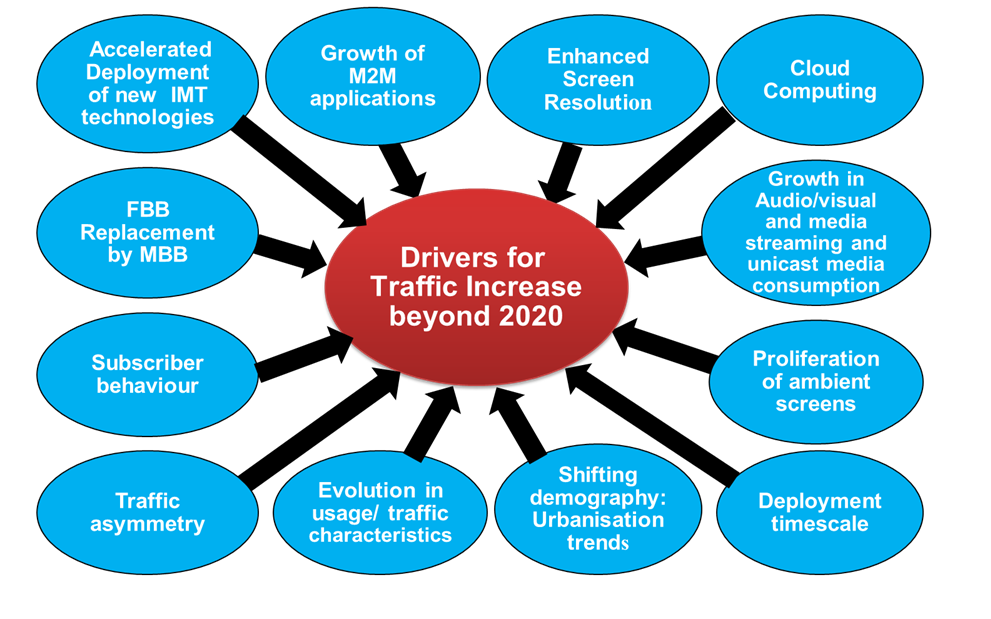 Accelerated
Deployment
of new IMT
technologies
Growth of
M2M
applications
Enhanced
Screen
Resolution
Cloud
Computing
FBB
Replacement
by MBB
Growth in
Audio/visual
and media
streaming and
unicast media
consumption
Drivers for
Traffic Increase
beyond 2020
Subscriber
behaviour
Proliferation
of ambient
screens
Traffic
asymmetry
Evolution in
usage/ traffic
characteristics
Shifting
demography:
Urbanisation
trends
Deployment
timescale